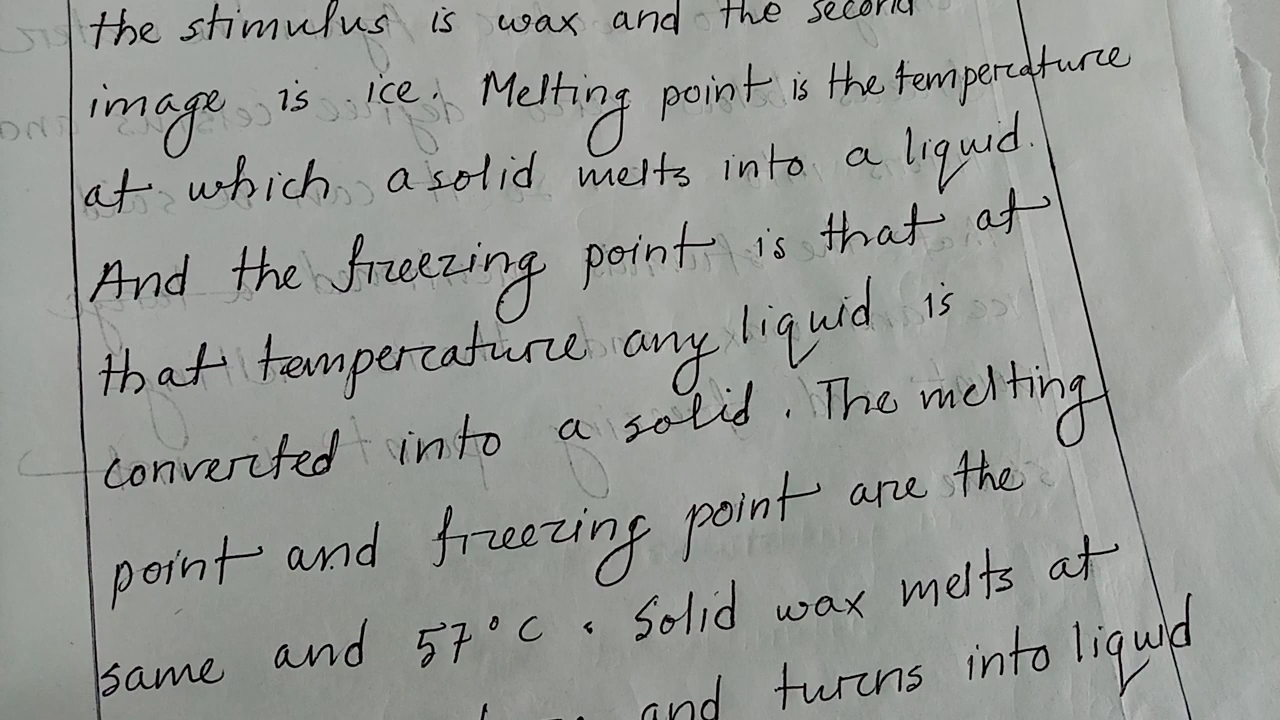 the stimulus is wax and the second
image is ice. Melting point is the temperature
at which a solid melts into a liquid.
And the freezing point is that at
that temperature any liquid is
converted into a solid. The melting
point and freezing point are the
same and 57°C. Solid wax melts at
and turns into liquid